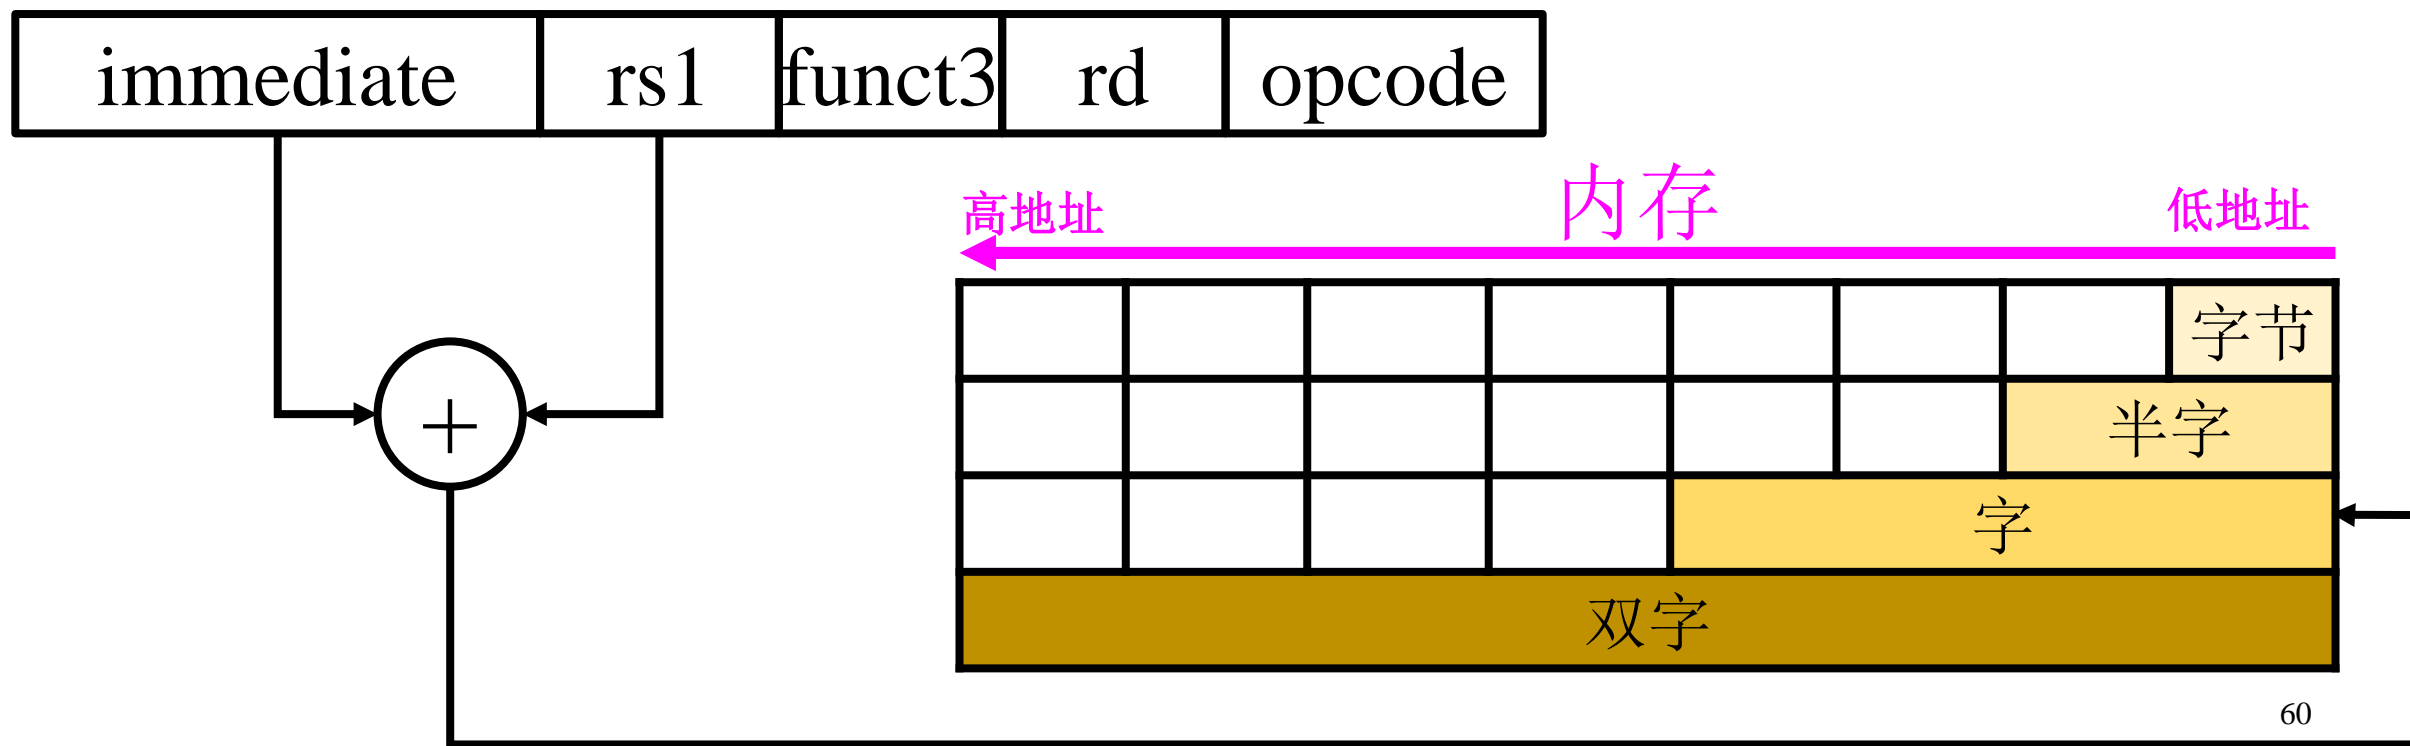 immediate rs1 funct3 rd opcode
高地址 内存 低地址
+
字节
半字
字
双字
60